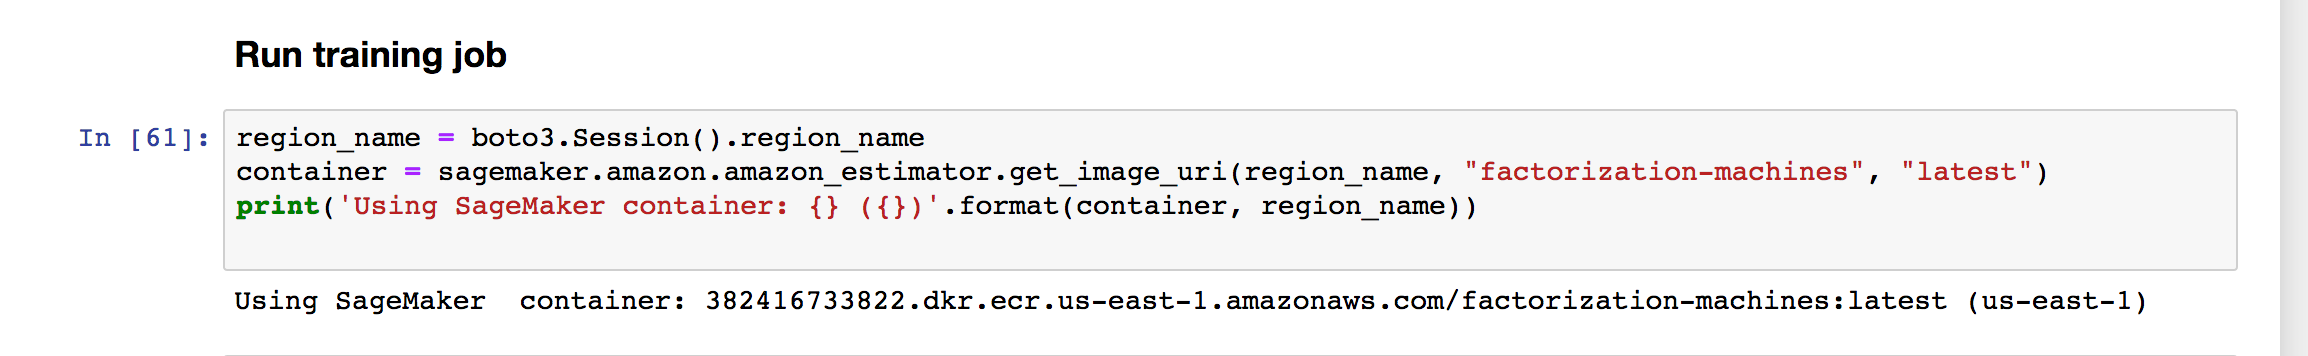 Run training job
In [61]:
region_name = boto3.Session().region_name
container = sagemaker.amazon.amazon_estimator.get_image_uri(region_name, "factorization-machines", "latest")
print('Using SageMaker container: {} ({})'.format(container, region_name))
Using SageMaker  container: 382416733822.dkr.ecr.us-east-1.amazonaws.com/factorization-machines:latest (us-east-1)